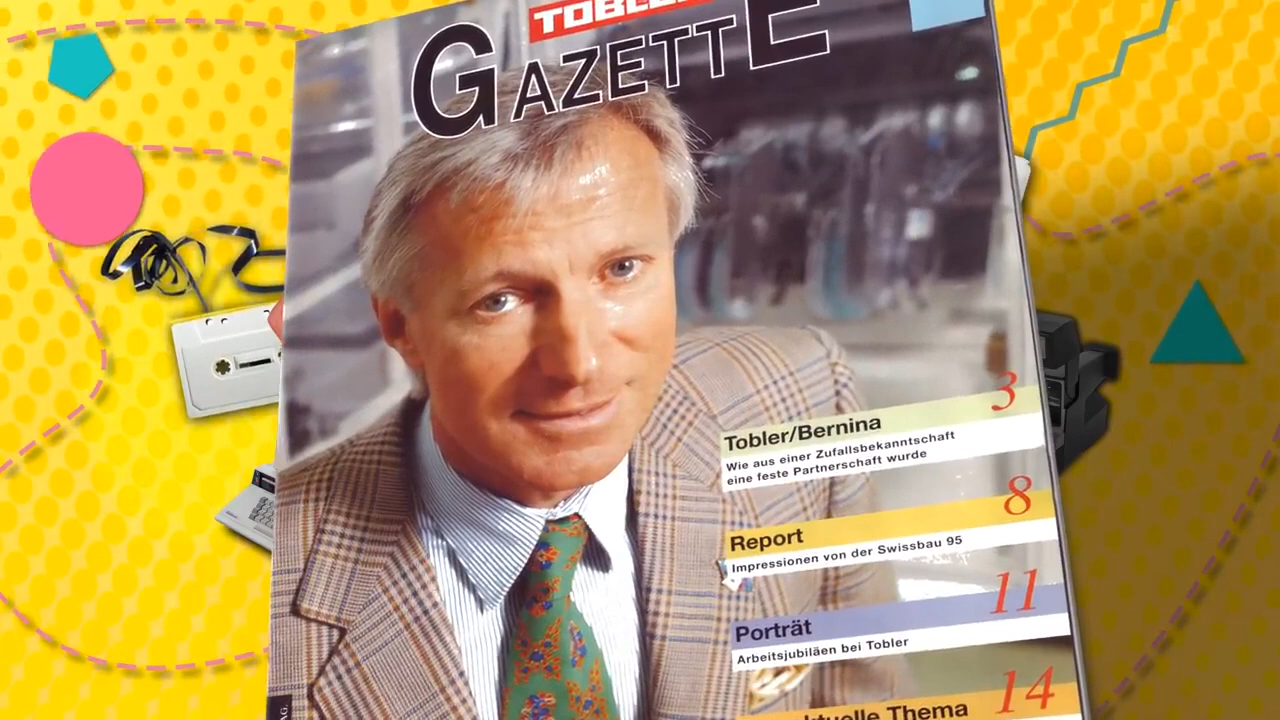 GAZETTE
3
Tobler/Bernina
Wie aus einer Zufallsbekanntschaft
eine feste Partnerschaft wurde
8
Report
Impressionen von der Swissbau 95
11
Porträt
Arbeitsjubiläen bei Tobler
14
Thema